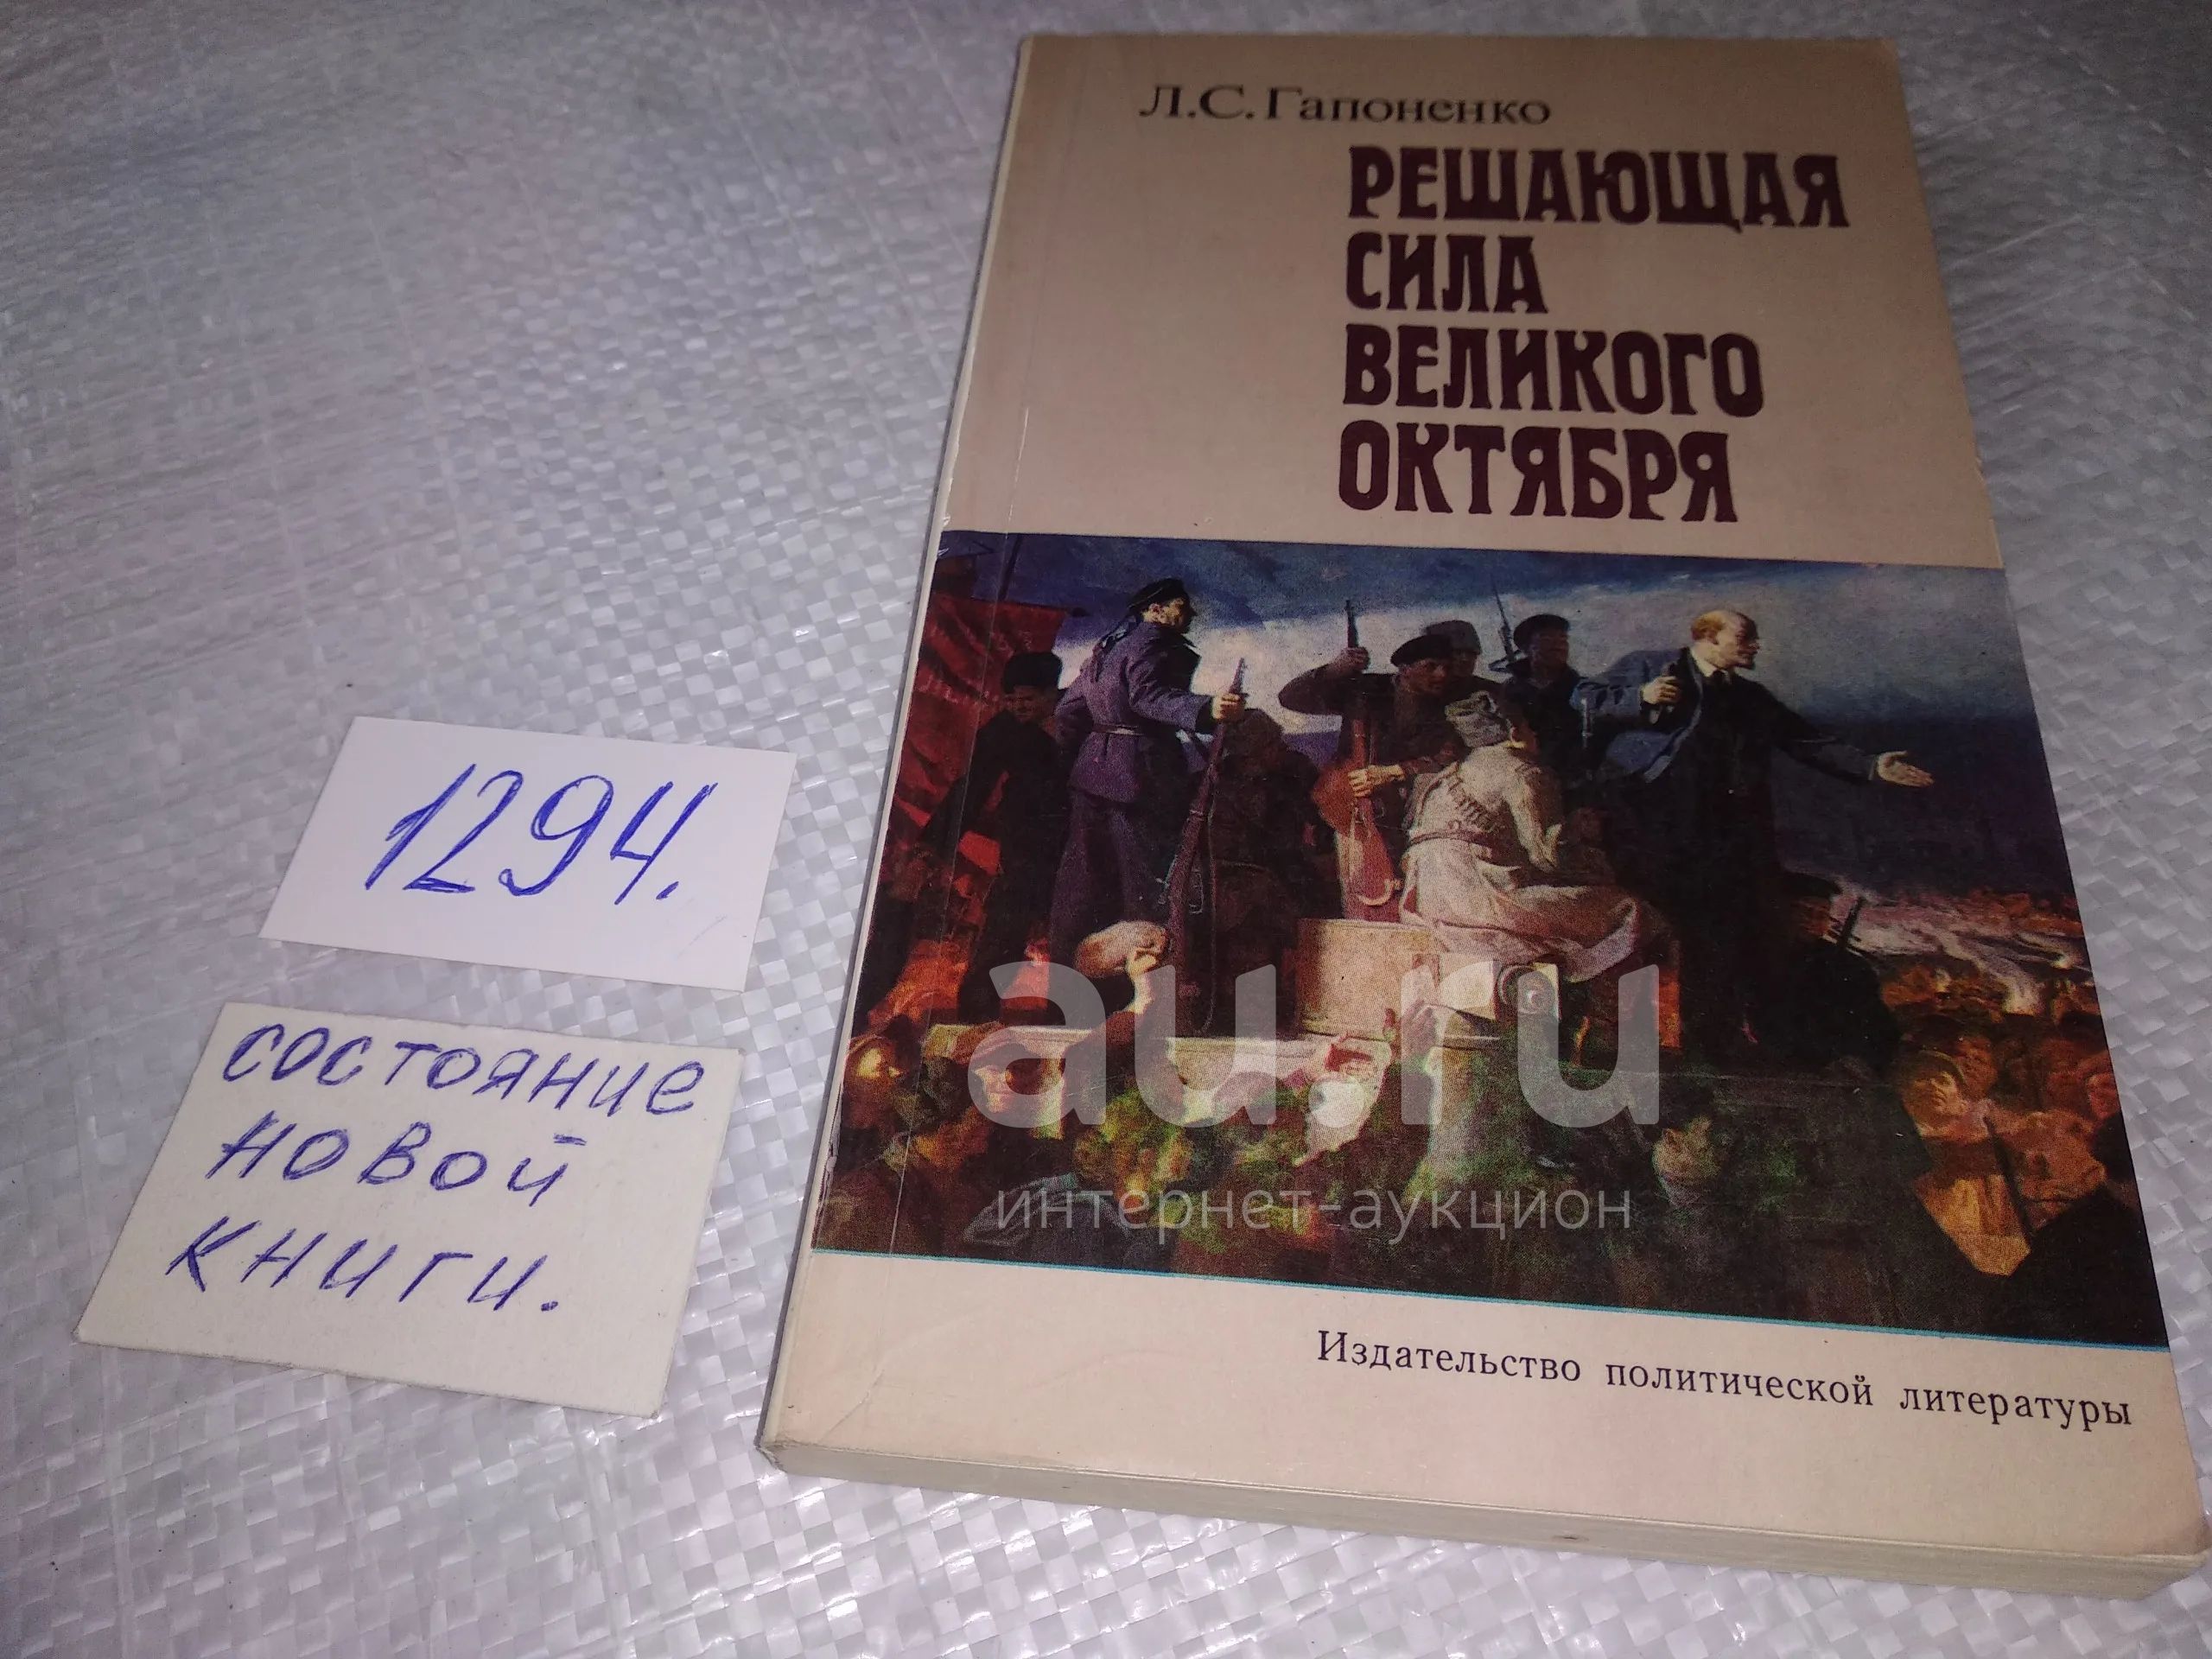 Л.С.Гапоненко
РЕШАЮЩАЯ
СИЛА
ВЕЛИКОГО
ОКТЯБРЯ
1294.
состояние
новой
книги.
au.ru
интернет-аукцион
Издательство политической литературы